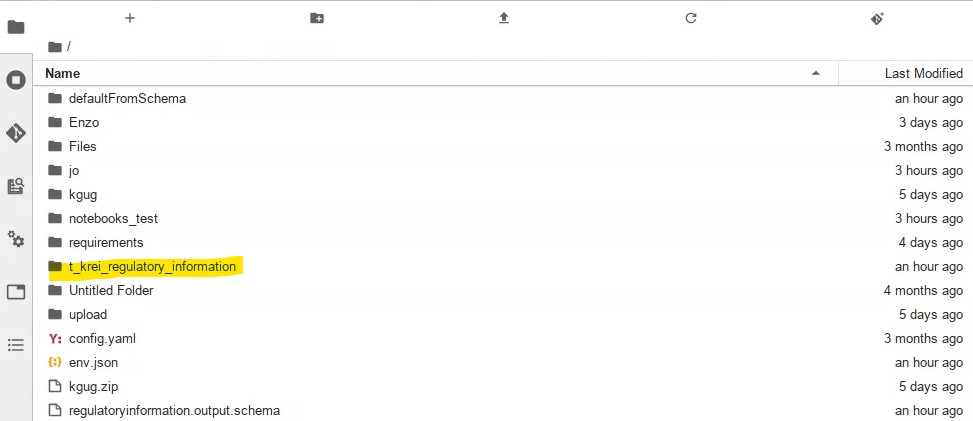 /
Name Last Modified
defaultFromSchema an hour ago
Enzo 3 days ago
Files 3 months ago
jo 3 hours ago
kgug 5 days ago
notebooks_test 3 hours ago
requirements 4 days ago
t_krei_regulatory_information an hour ago
Untitled Folder 4 months ago
upload 5 days ago
Y: config.yaml 3 months ago
{:} env.json an hour ago
kgug.zip 5 days ago
regulatoryinformation.output.schema an hour ago